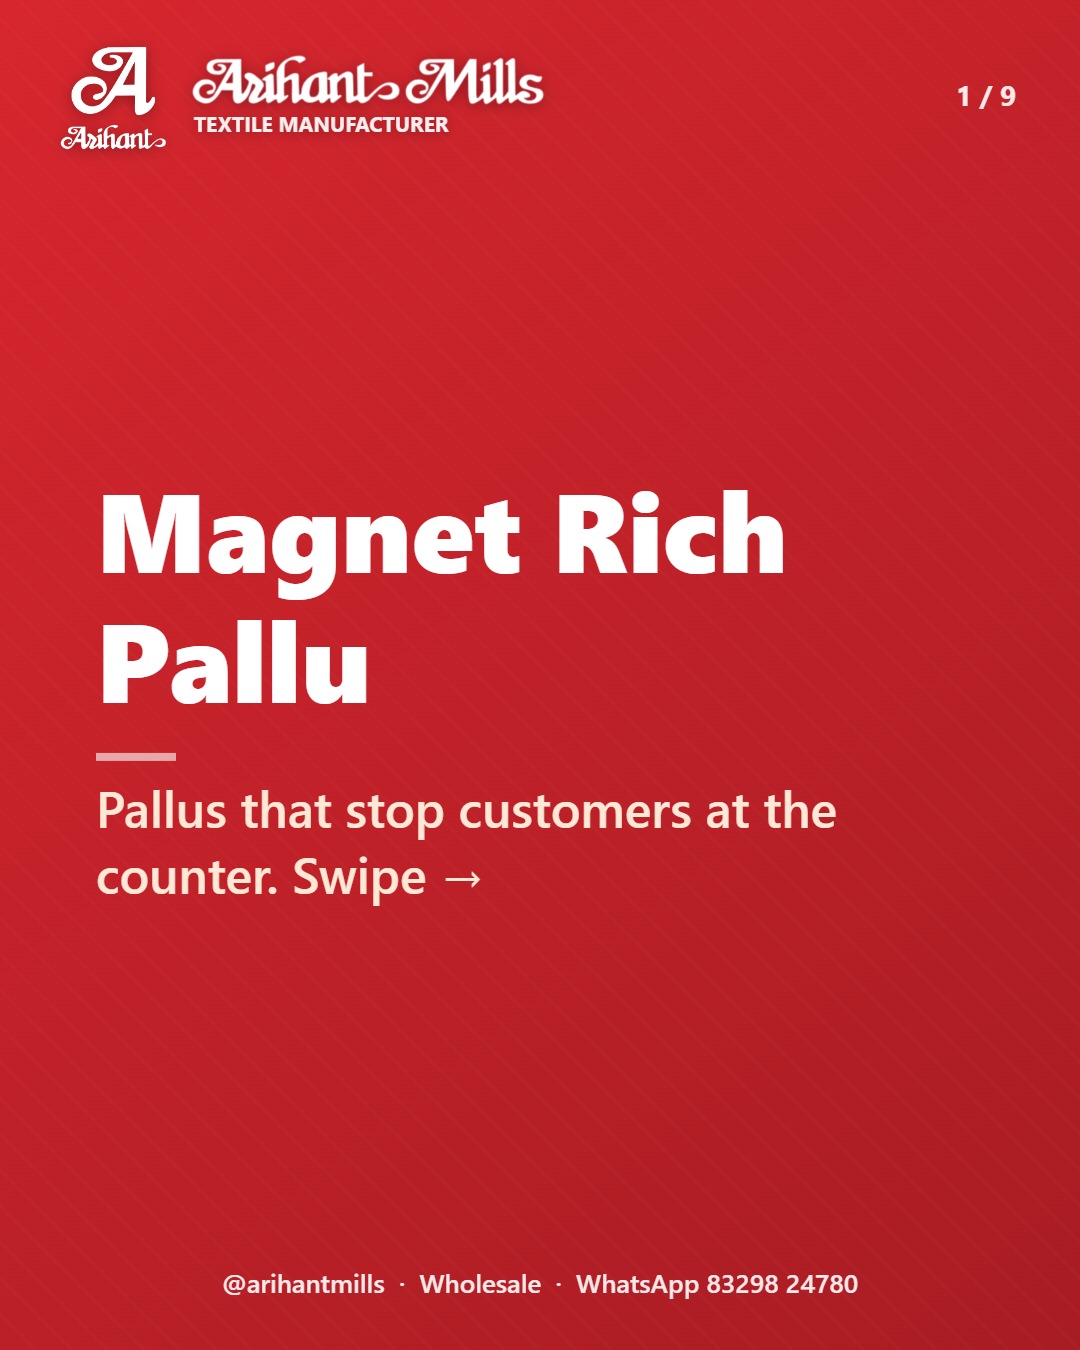 A
Arihant
Arihant Mills
TEXTILE MANUFACTURER
1 / 9
Magnet Rich
Pallu
Pallus that stop customers at the
counter. Swipe →
@arihantmills · Wholesale · WhatsApp 83298 24780